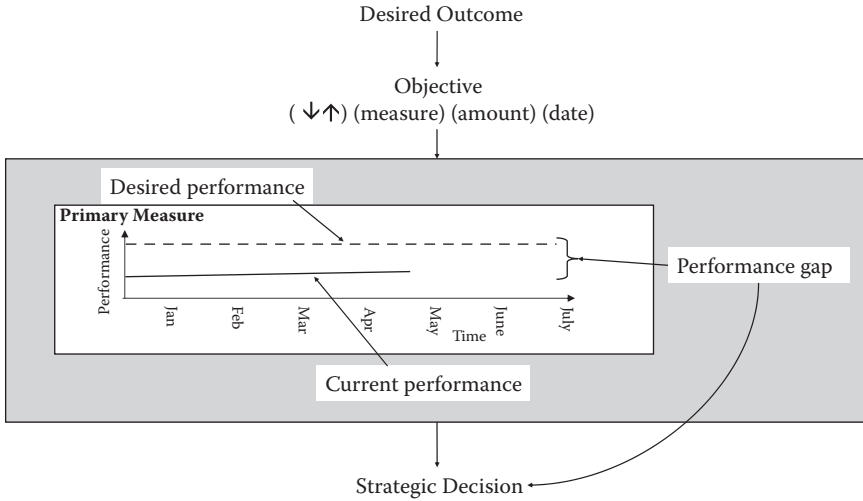 Desired Outcome
Objective
( ↓↑) (measure) (amount) (date)
Desired performance
Primary Measure
Performance
Performance gap
Jan
Feb
Mar
Apr
May
June
July
Time
Current performance
Strategic Decision